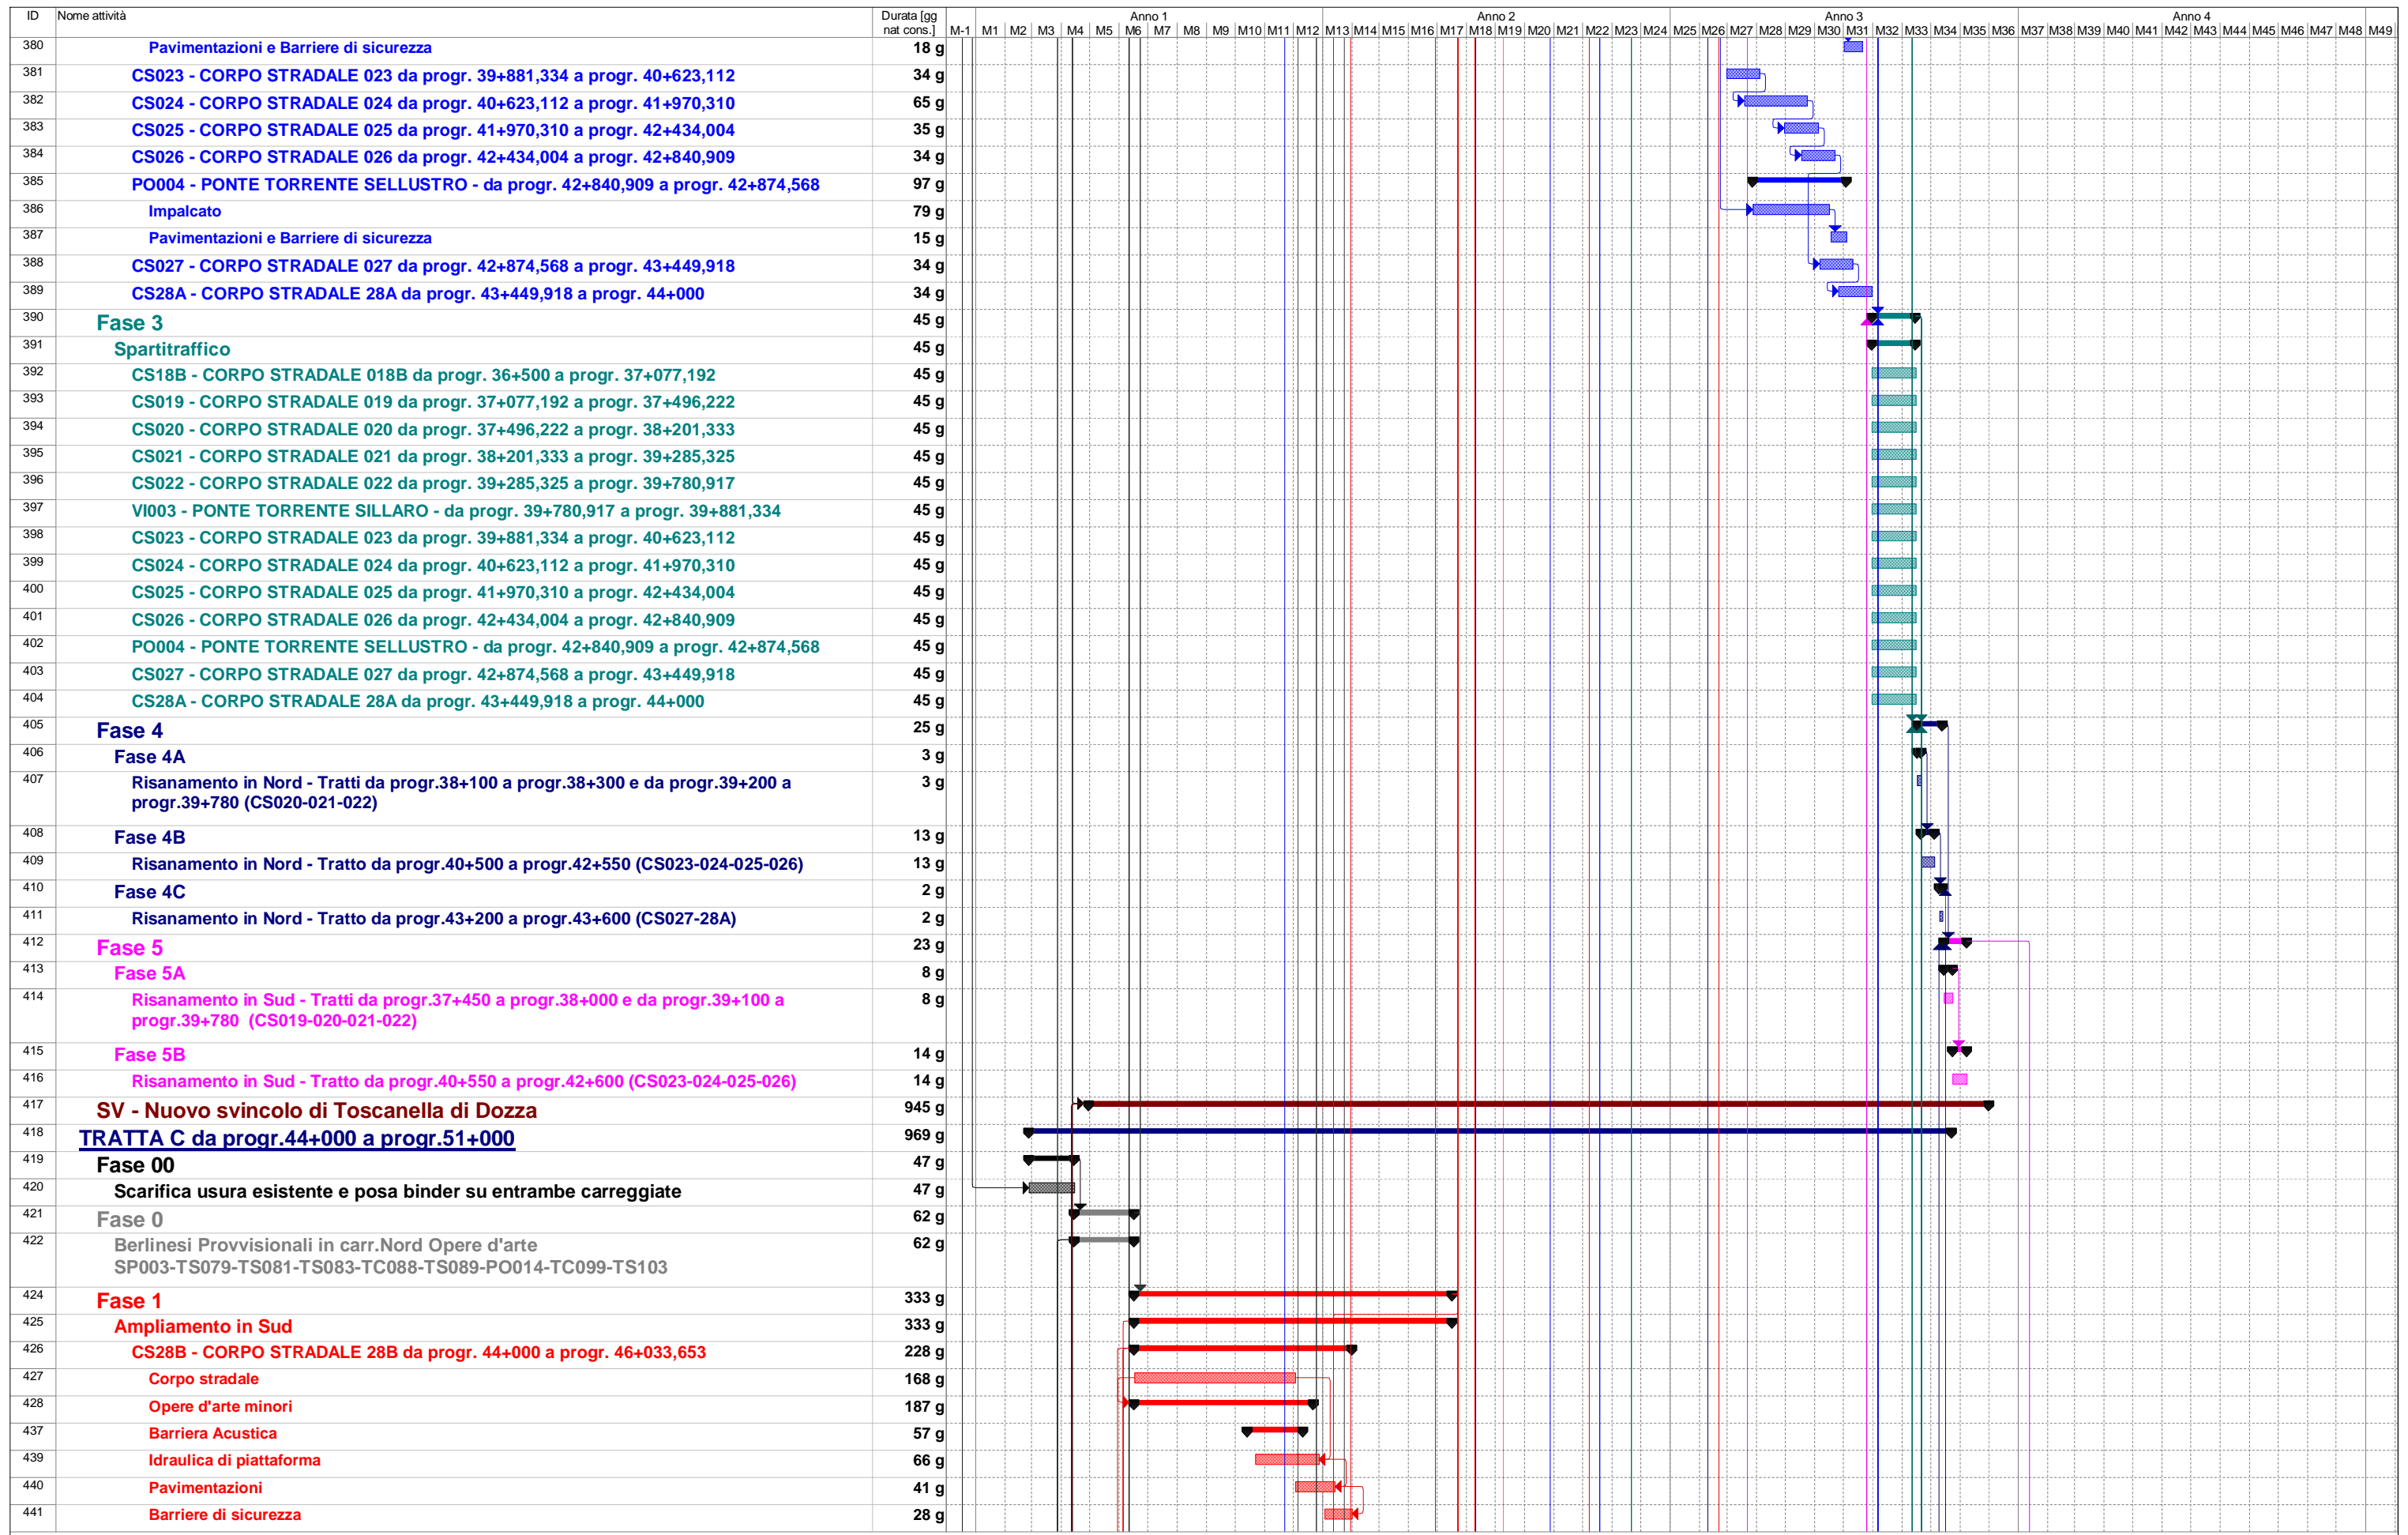 ID Nome attività Durata [gg nat cons.] Anno 1 Anno 2 Anno 3 Anno 4
M-1 M1 M2 M3 M4 M5 M6 M7 M8 M9 M10 M11 M12 M13 M14 M15 M16 M17 M18 M19 M20 M21 M22 M23 M24 M25 M26 M27 M28 M29 M30 M31 M32 M33 M34 M35 M36 M37 M38 M39 M40 M41 M42 M43 M44 M45 M46 M47 M48 M49
380 Pavimentazioni e Barriere di sicurezza 18 g
381 CS023 - CORPO STRADALE 023 da progr. 39+881,334 a progr. 40+623,112 34 g
382 CS024 - CORPO STRADALE 024 da progr. 40+623,112 a progr. 41+970,310 65 g
383 CS025 - CORPO STRADALE 025 da progr. 41+970,310 a progr. 42+434,004 35 g
384 CS026 - CORPO STRADALE 026 da progr. 42+434,004 a progr. 42+840,909 34 g
385 PO004 - PONTE TORRENTE SELLUSTRO - da progr. 42+840,909 a progr. 42+874,568 97 g
386 Impalcato 79 g
387 Pavimentazioni e Barriere di sicurezza 15 g
388 CS027 - CORPO STRADALE 027 da progr. 42+874,568 a progr. 43+449,918 34 g
389 CS28A - CORPO STRADALE 28A da progr. 43+449,918 a progr. 44+000 34 g
390 Fase 3 45 g
391 Spartitraffico 45 g
392 CS18B - CORPO STRADALE 018B da progr. 36+500 a progr. 37+077,192 45 g
393 CS019 - CORPO STRADALE 019 da progr. 37+077,192 a progr. 37+496,222 45 g
394 CS020 - CORPO STRADALE 020 da progr. 37+496,222 a progr. 38+201,333 45 g
395 CS021 - CORPO STRADALE 021 da progr. 38+201,333 a progr. 39+285,325 45 g
396 CS022 - CORPO STRADALE 022 da progr. 39+285,325 a progr. 39+780,917 45 g
397 VI003 - PONTE TORRENTE SILLARO - da progr. 39+780,917 a progr. 39+881,334 45 g
398 CS023 - CORPO STRADALE 023 da progr. 39+881,334 a progr. 40+623,112 45 g
399 CS024 - CORPO STRADALE 024 da progr. 40+623,112 a progr. 41+970,310 45 g
400 CS025 - CORPO STRADALE 025 da progr. 41+970,310 a progr. 42+434,004 45 g
401 CS026 - CORPO STRADALE 026 da progr. 42+434,004 a progr. 42+840,909 45 g
402 PO004 - PONTE TORRENTE SELLUSTRO - da progr. 42+840,909 a progr. 42+874,568 45 g
403 CS027 - CORPO STRADALE 027 da progr. 42+874,568 a progr. 43+449,918 45 g
404 CS28A - CORPO STRADALE 28A da progr. 43+449,918 a progr. 44+000 45 g
405 Fase 4 25 g
406 Fase 4A 3 g
407 Risanamento in Nord - Tratti da progr.38+100 a progr.38+300 e da progr.39+200 a 3 g
progr.39+780 (CS020-021-022)
408 Fase 4B 13 g
409 Risanamento in Nord - Tratto da progr.40+500 a progr.42+550 (CS023-024-025-026) 13 g
410 Fase 4C 2 g
411 Risanamento in Nord - Tratto da progr.43+200 a progr.43+600 (CS027-28A) 2 g
412 Fase 5 23 g
413 Fase 5A 8 g
414 Risanamento in Sud - Tratti da progr.37+450 a progr.38+000 e da progr.39+100 a 8 g
progr.39+780 (CS019-020-021-022)
415 Fase 5B 14 g
416 Risanamento in Sud - Tratto da progr.40+550 a progr.42+600 (CS023-024-025-026) 14 g
417 SV - Nuovo svincolo di Toscanella di Dozza 945 g
418 TRATTA C da progr.44+000 a progr.51+000 969 g
419 Fase 00 47 g
420 Scarifica usura esistente e posa binder su entrambe carreggiate 47 g
421 Fase 0 62 g
422 Berlinesi Provvisionali in carr.Nord Opere d'arte 62 g
SP003-TS079-TS081-TS083-TC088-TS089-PO014-TC099-TS103
424 Fase 1 333 g
425 Ampliamento in Sud 333 g
426 CS28B - CORPO STRADALE 28B da progr. 44+000 a progr. 46+033,653 228 g
427 Corpo stradale 168 g
428 Opere d'arte minori 187 g
437 Barriera Acustica 57 g
439 Idraulica di piattaforma 66 g
440 Pavimentazioni 41 g
441 Barriere di sicurezza 28 g